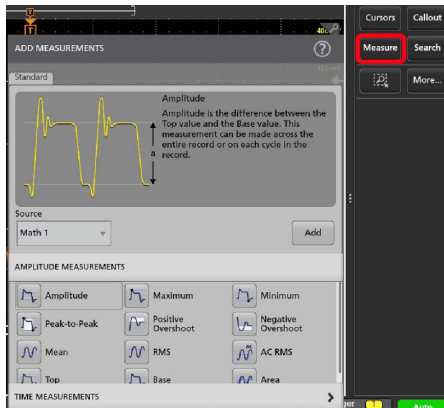 T
T
ADD MEASUREMENTS
?
Standard
Amplitude
Amplitude is the difference between the
Top value and the Base value. This
measurement can be made across the
entire record or on each cycle in the
record.
a
Source
Math 1
Add
AMPLITUDE MEASUREMENTS
Amplitude
Maximum
Minimum
Peak-to-Peak
Positive
Overshoot
Negative
Overshoot
Mean
RMS
AC RMS
Top
Base
Area
TIME MEASUREMENTS
Cursors
Callout
Measure
Search
More...
1
Auto